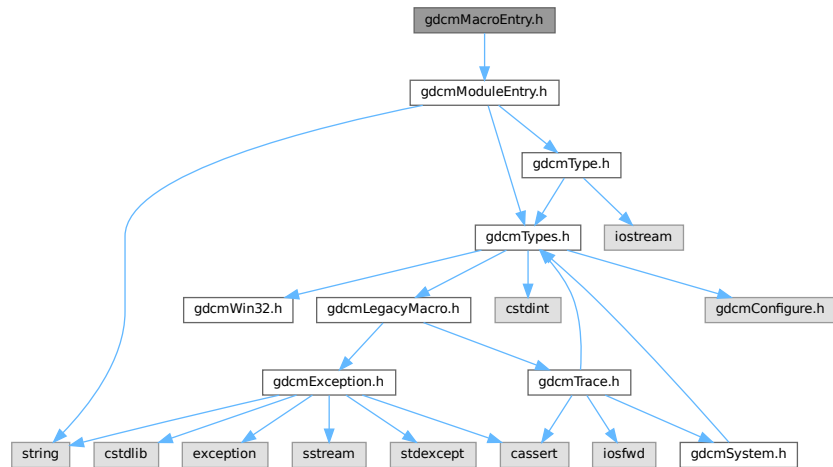 gdcmMacroEntry.h
gdcmModuleEntry.h
gdcmType.h
gdcmTypes.h
iostream
gdcmWin32.h
gdcmLegacyMacro.h
cstdint
gdcmConfigure.h
gdcmException.h
gdcmTrace.h
string
cstdlib
exception
sstream
stdexcept
cassert
iosfwd
gdcmSystem.h